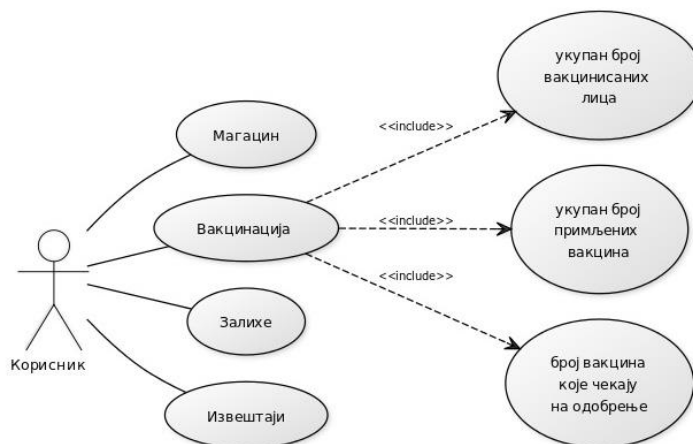 укупан број
вакцинисаних
лица
<<include>>
Магацин
Вакцинација
<<include>>
укупан број
примљених
вакцина
<<include>>
Залихе
Корисник
број вакцина
које чекају
на одобрење
Извештаји